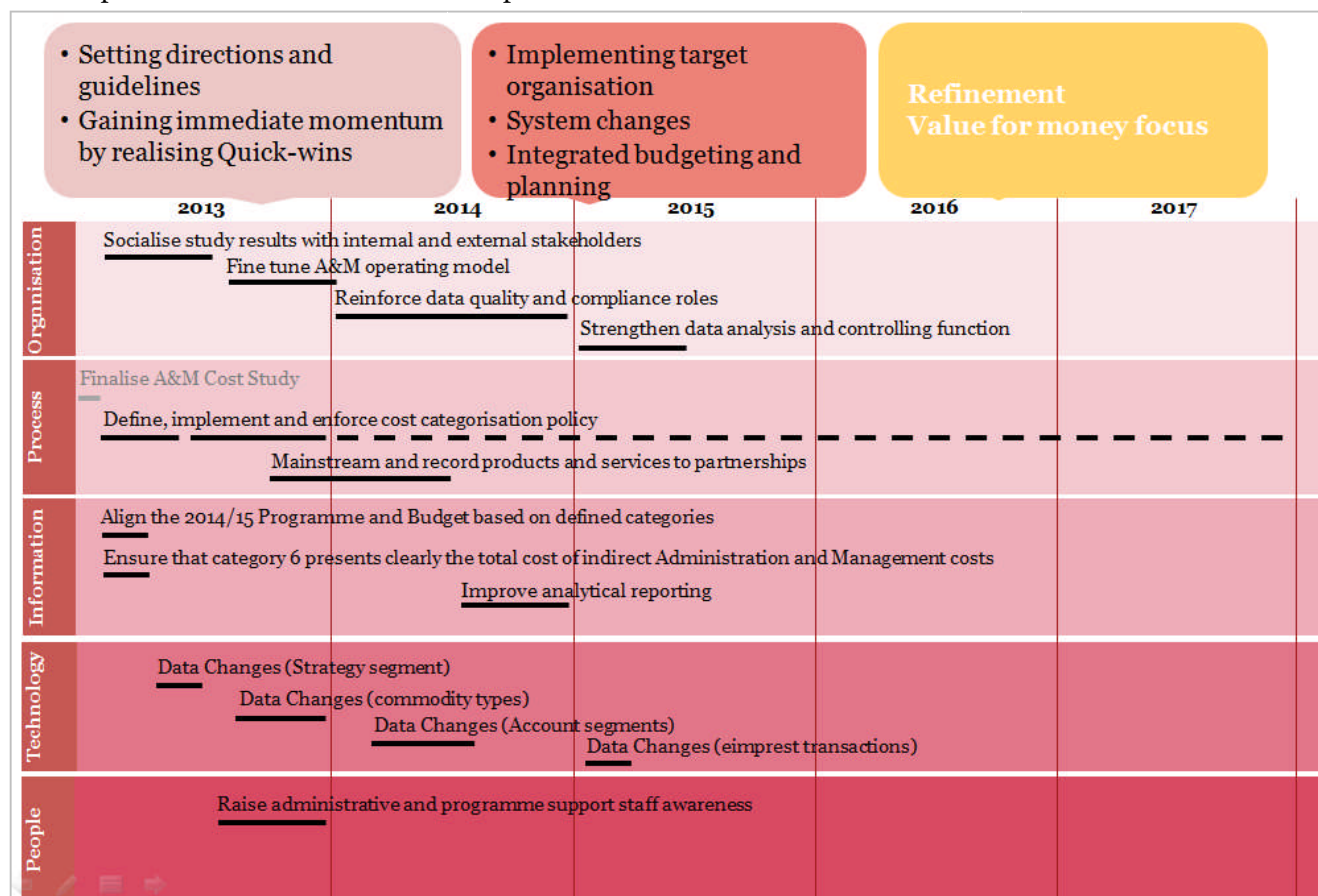 • Setting directions and
guidelines
• Gaining immediate momentum
by realising Quick-wins
• Implementing target
organisation
• System changes
• Integrated budgeting and
planning
Refinement
Value for money focus
2013
2014
2015
2016
2017
Orgnnisation
Socialise study results with internal and external stakeholders
Fine tune A&M operating model
Reinforce data quality and compliance roles
Strengthen data analysis and controlling function
Process
Finalise A&M Cost Study
Define, implement and enforce cost categorisation policy
Mainstream and record products and services to partnerships
Information
Align the 2014/15 Programme and Budget based on defined categories
Ensure that category 6 presents clearly the total cost of indirect Administration and Management costs
Improve analytical reporting
Technology
Data Changes (Strategy segment)
Data Changes (commodity types)
Data Changes (Account segments)
Data Changes (eimprest transactions)
People
Raise administrative and programme support staff awareness